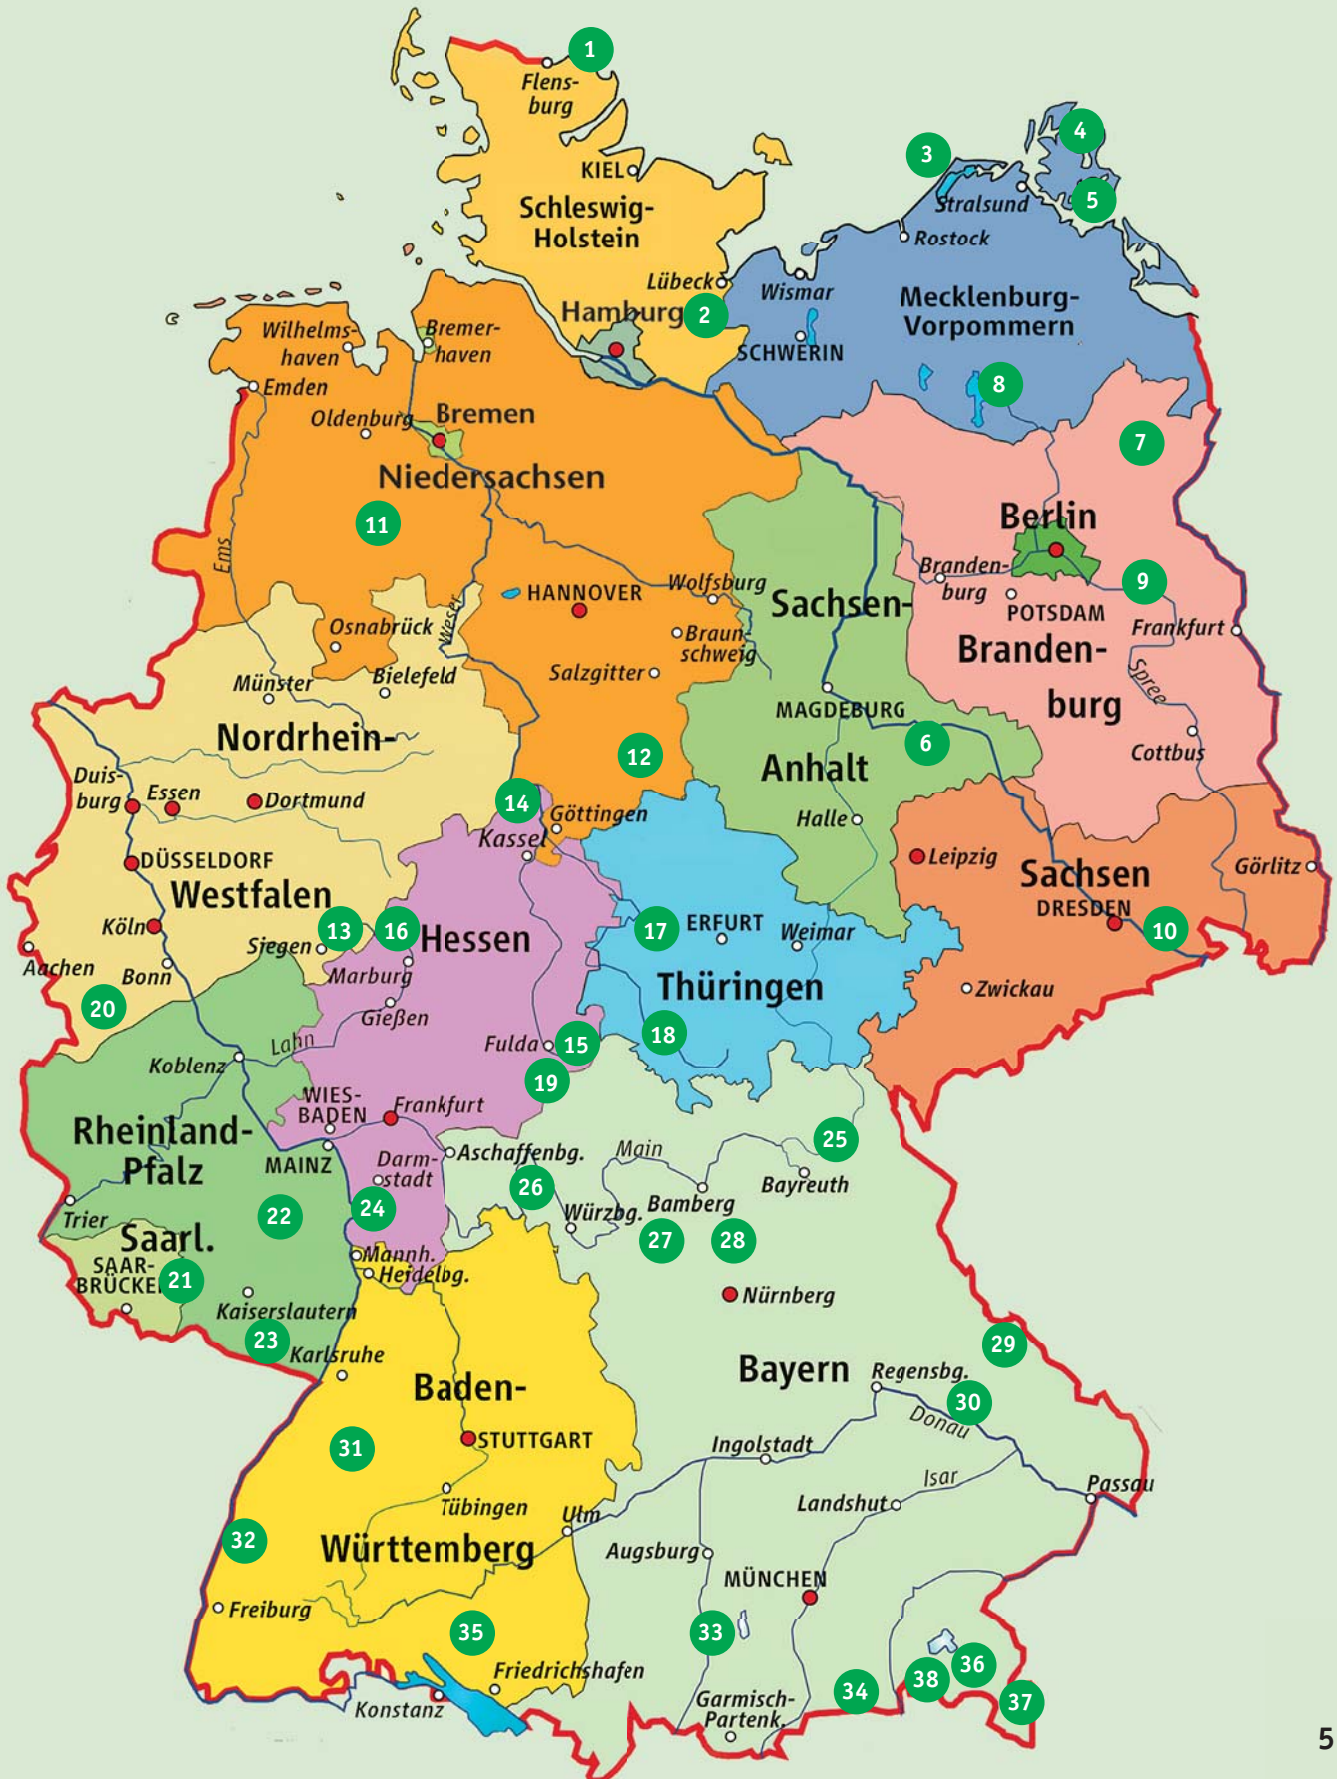 1
Flens-
burg
4
3
KIEL
5
Stralsund
Schleswig-
Holstein
Rostock
Lübeck
Wismar
Mecklenburg-
Vorpommern
Hamburg
2
Wilhelms-
haven
Bremer-
haven
SCHWERIN
8
Emden
Oldenburg
Bremen
7
Niedersachsen
11
Berlin
Ems
Branden-
burg
9
HANNOVER
Wolfsburg
Sachsen-
POTSDAM
Frankfurt
Osnabrück
Weser
Braun-
schweig
Branden-
burg
Salzgitter
Bielefeld
Münster
Spree
MAGDEBURG
Nordrhein-
6
12
Cottbus
Anhalt
Duis-
burg
Essen
Dortmund
14
Göttingen
Halle
Kassel
DÜSSELDORF
Leipzig
Görlitz
Westfalen
Sachsen
DRESDEN
Köln
13
16
Hessen
17
ERFURT
Weimar
10
Siegen
Aachen
Bonn
Marburg
Thüringen
Zwickau
20
Gießen
Lahn
Fulda
15
18
Koblenz
19
WIES-
BADEN
Frankfurt
Rheinland-
Pfalz
MAINZ
Aschaffenbg.
Main
25
Darm-
stadt
Bayreuth
26
Bamberg
Trier
22
24
Würzbg.
27
28
Saarl.
Mannh.
SAAR-
BRÜCKE
21
Heidelbg.
Nürnberg
Kaiserslautern
23
29
Karlsruhe
Bayern
Regensbg.
Baden-
30
Donau
31
STUTTGART
Ingolstadt
Isar
Passau
Tübingen
Ulm
Landshut
32
Württemberg
Augsburg
MÜNCHEN
Freiburg
35
33
Friedrichshafen
36
38
34
Konstanz
Garmisch-
Partenk.
37
5